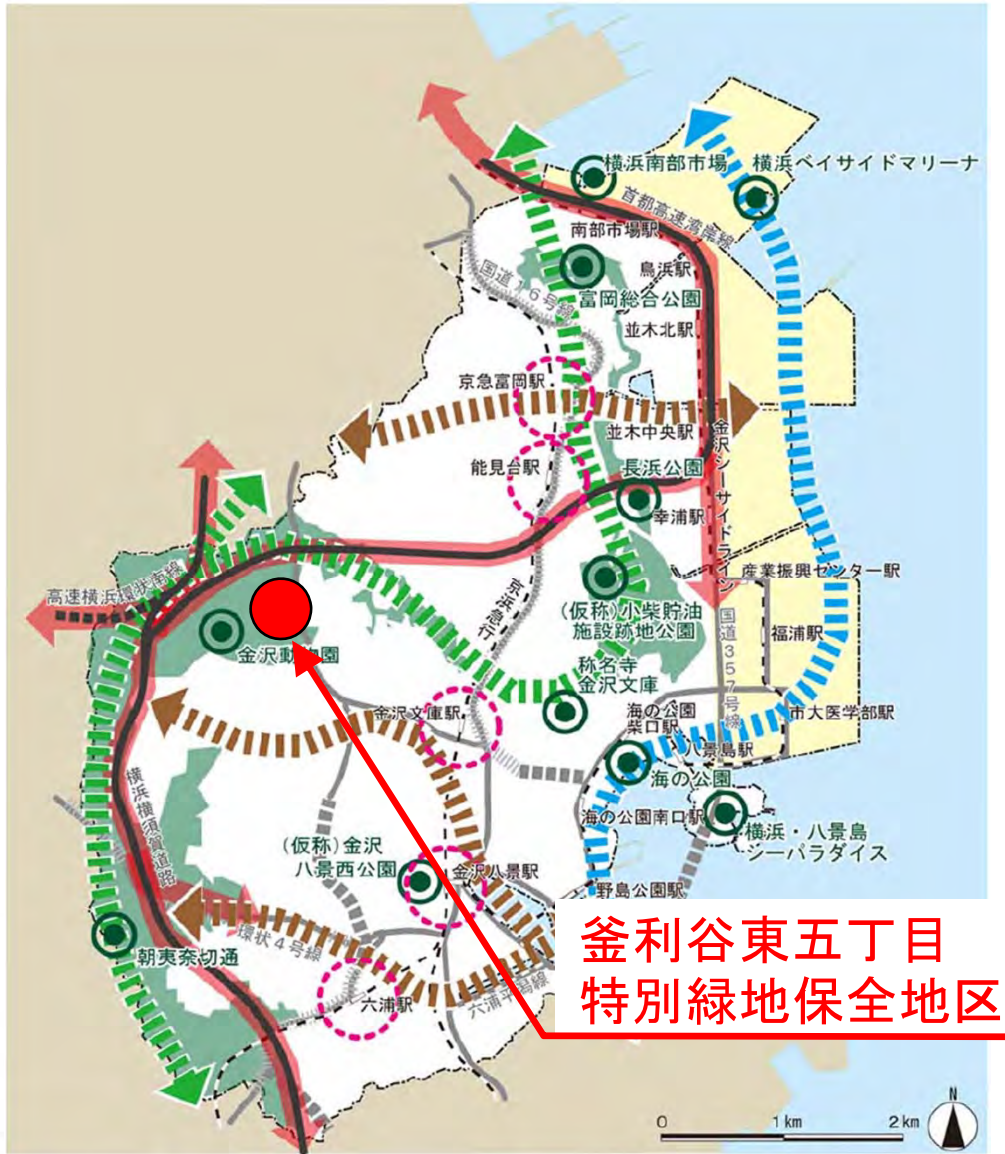 横浜南部市場
横浜ベイサイドマリーナ
首都高速湾岸線
南部市場駅
国道16号線
鳥浜駅
富岡総合公園
並木北駅
京急富岡駅
並木中央駅
能見台駅
長浜公園
幸浦駅
金沢シーサイドライン
産業振興センター駅
高速横浜環状南線
京浜急行
(仮称)小柴貯油
施設跡地公園
国道357号線
福浦駅
金沢動物園
称名寺
金沢文庫
金沢文庫駅
海の公園
柴口駅
市大医学部駅
八景島駅
海の公園
横浜横須賀道路
海の公園南口駅
横浜・八景島
シーパラダイス
(仮称)金沢
八景西公園
金沢八景駅
野島公園駅
環状4号線
朝夷奈切通
六浦駅
六浦平潟線
釜利谷東五丁目
特別緑地保全地区
N
0 1km 2km